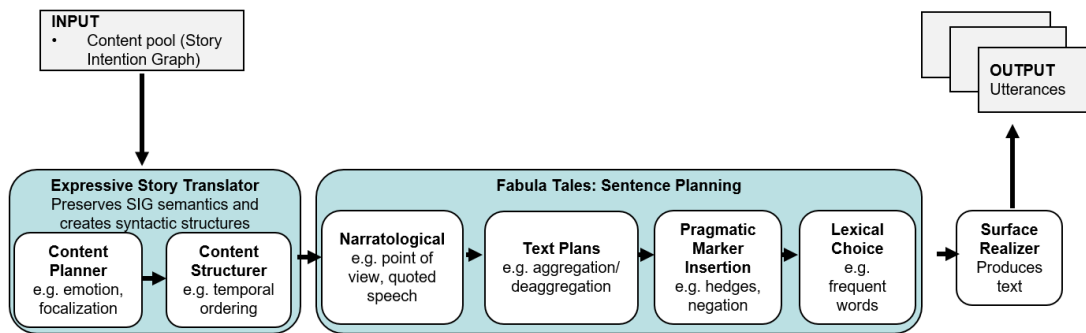 INPUT
• Content pool (Story
Intention Graph)
OUTPUT
Utterances
Expressive Story Translator
Preserves SIG semantics and
creates syntactic structures
Content
Planner
e.g. emotion,
focalization
Content
Structurer
e.g. temporal
ordering
Fabula Tales: Sentence Planning
Narratological
e.g. point of
view, quoted
speech
Text Plans
e.g. aggregation/
deaggregation
Pragmatic
Marker
Insertion
e.g. hedges,
negation
Lexical
Choice
e.g.
frequent
words
Surface
Realizer
Produces
text